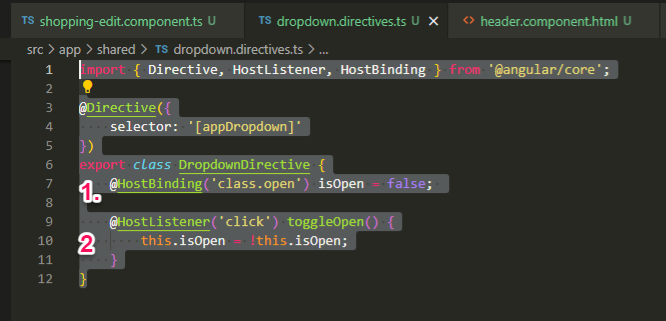 TS shopping-edit.component.ts U TS dropdown.directives.ts U × <> header.component.html U
src > app > shared > TS dropdown.directives.ts > ...
1 import { Directive, HostListener, HostBinding } from '@angular/core';
2
3 @Directive({
4 selector: '[appDropdown]'
5 })
6 export class DropdownDirective {
7 1. @HostBinding('class.open') isOpen = false;
8
9 @HostListener('click') toggleOpen() {
10 2 this.isOpen = !this.isOpen;
11 }
12 }